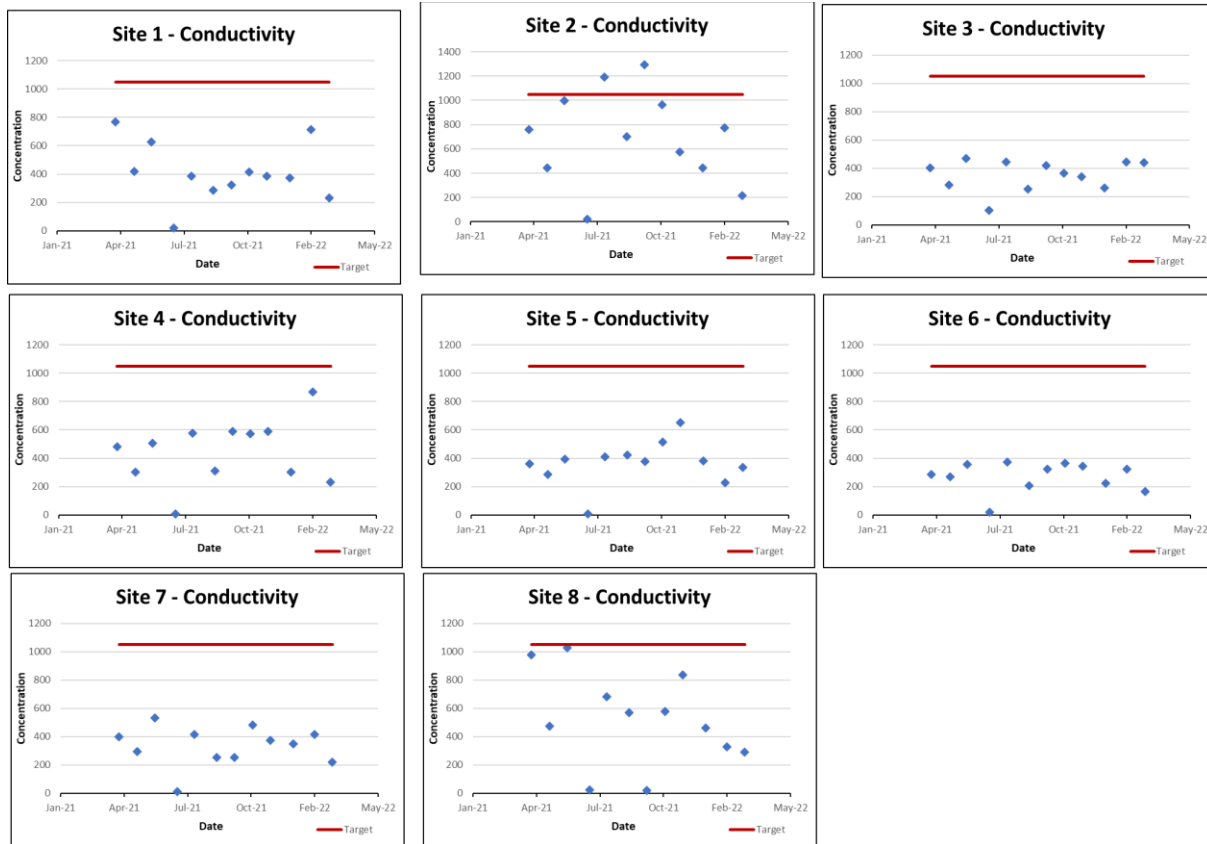 Site 1 - Conductivity
1200
1000
800
600
400
200
0
Concentration
Jan-21 Apr-21 Jul-21 Oct-21 Feb-22 May-22
Date
Target
Site 2 - Conductivity
1400
1200
1000
800
600
400
200
0
Concentration
Jan-21 Apr-21 Jul-21 Oct-21 Feb-22 May-22
Date
Target
Site 3 - Conductivity
1200
1000
800
600
400
200
0
Concentration
Jan-21 Apr-21 Jul-21 Oct-21 Feb-22 May-22
Date
Target
Site 4 - Conductivity
1200
1000
800
600
400
200
0
Concentration
Jan-21 Apr-21 Jul-21 Oct-21 Feb-22 May-22
Date
Target
Site 5 - Conductivity
1200
1000
800
600
400
200
0
Concentration
Jan-21 Apr-21 Jul-21 Oct-21 Feb-22 May-22
Date
Target
Site 6 - Conductivity
1200
1000
800
600
400
200
0
Concentration
Jan-21 Apr-21 Jul-21 Oct-21 Feb-22 May-22
Date
Target
Site 7 - Conductivity
1200
1000
800
600
400
200
0
Concentration
Jan-21 Apr-21 Jul-21 Oct-21 Feb-22 May-22
Date
Target
Site 8 - Conductivity
1200
1000
800
600
400
200
0
Concentration
Jan-21 Apr-21 Jul-21 Oct-21 Feb-22 May-22
Date
Target